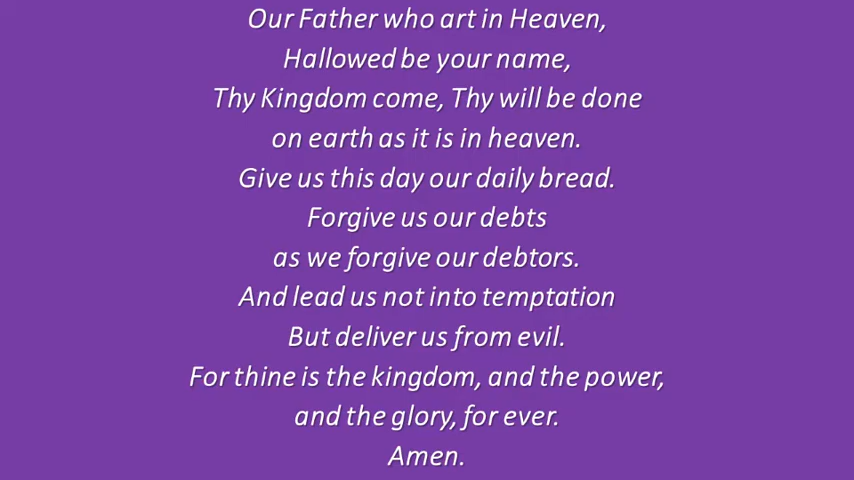 Our Father who art in Heaven,
Hallowed be your name,
Thy Kingdom come, Thy will be done
on earth as it is in heaven.
Give us this day our daily bread.
Forgive us our debts
as we forgive our debtors.
And lead us not into temptation
But deliver us from evil.
For thine is the kingdom, and the power,
and the glory, for ever.
Amen.